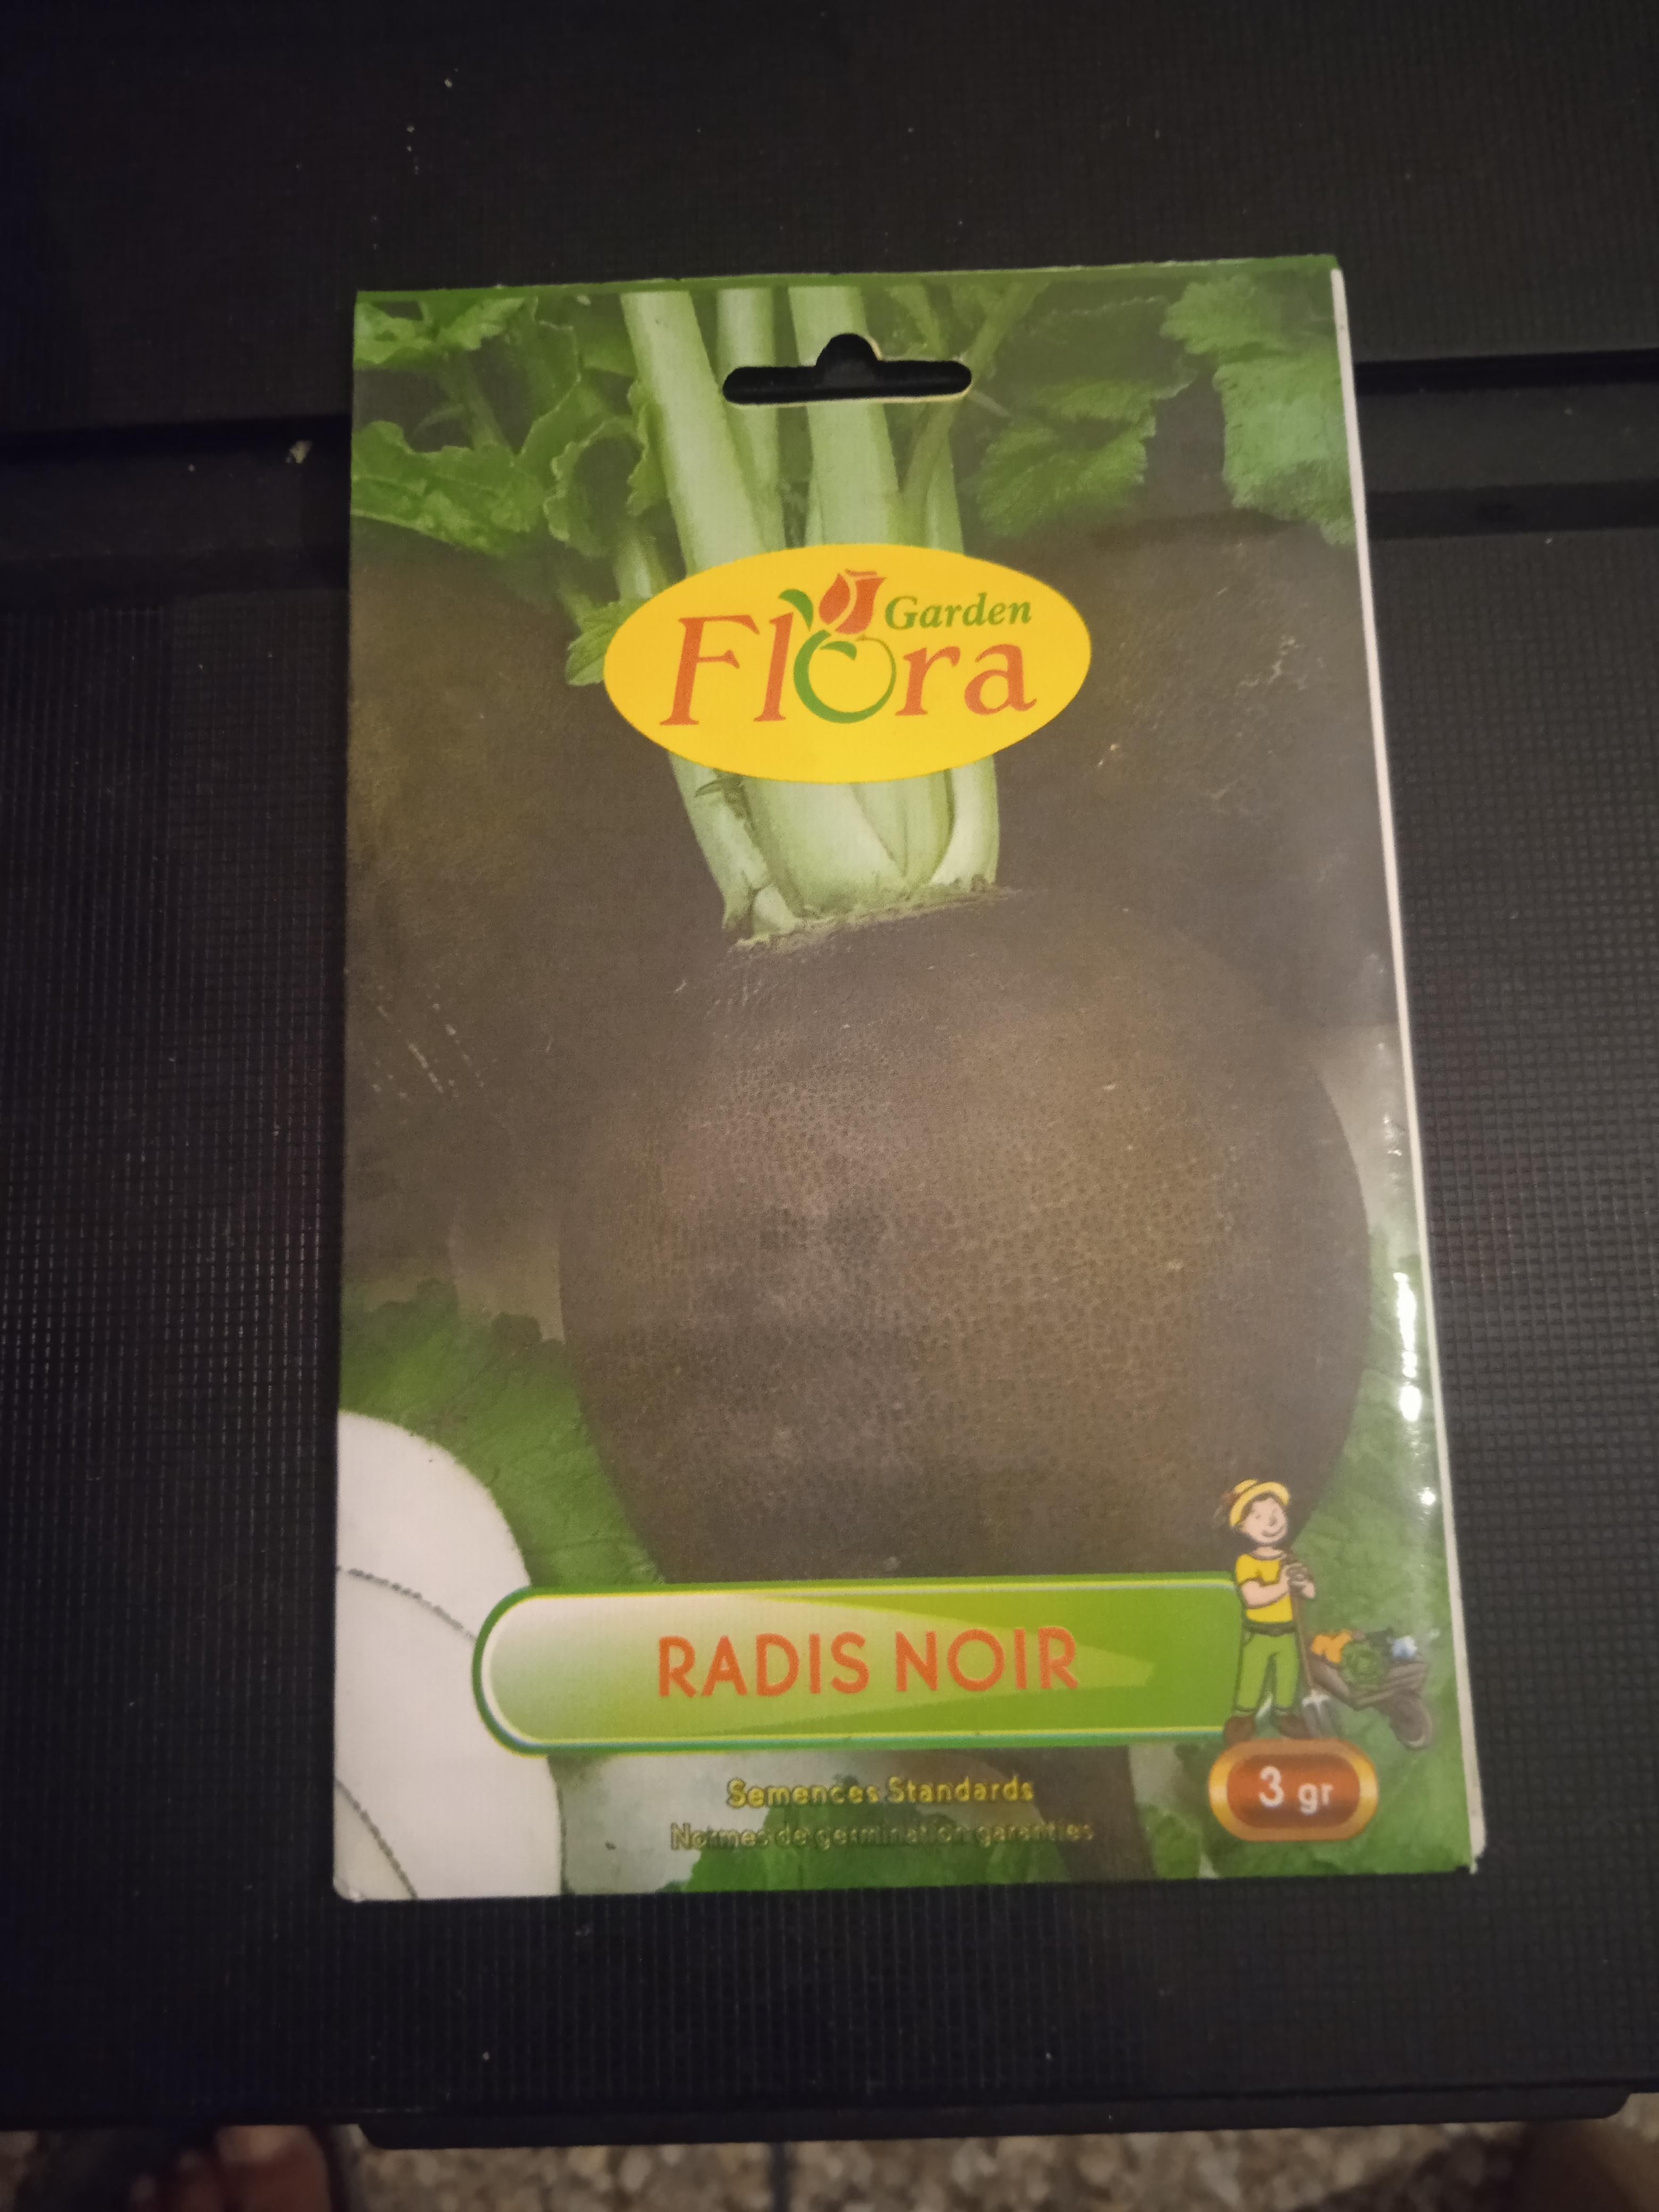 Garden
Flora
RADIS NOIR
Semences Standards
3 gr
Normes de germination garanties